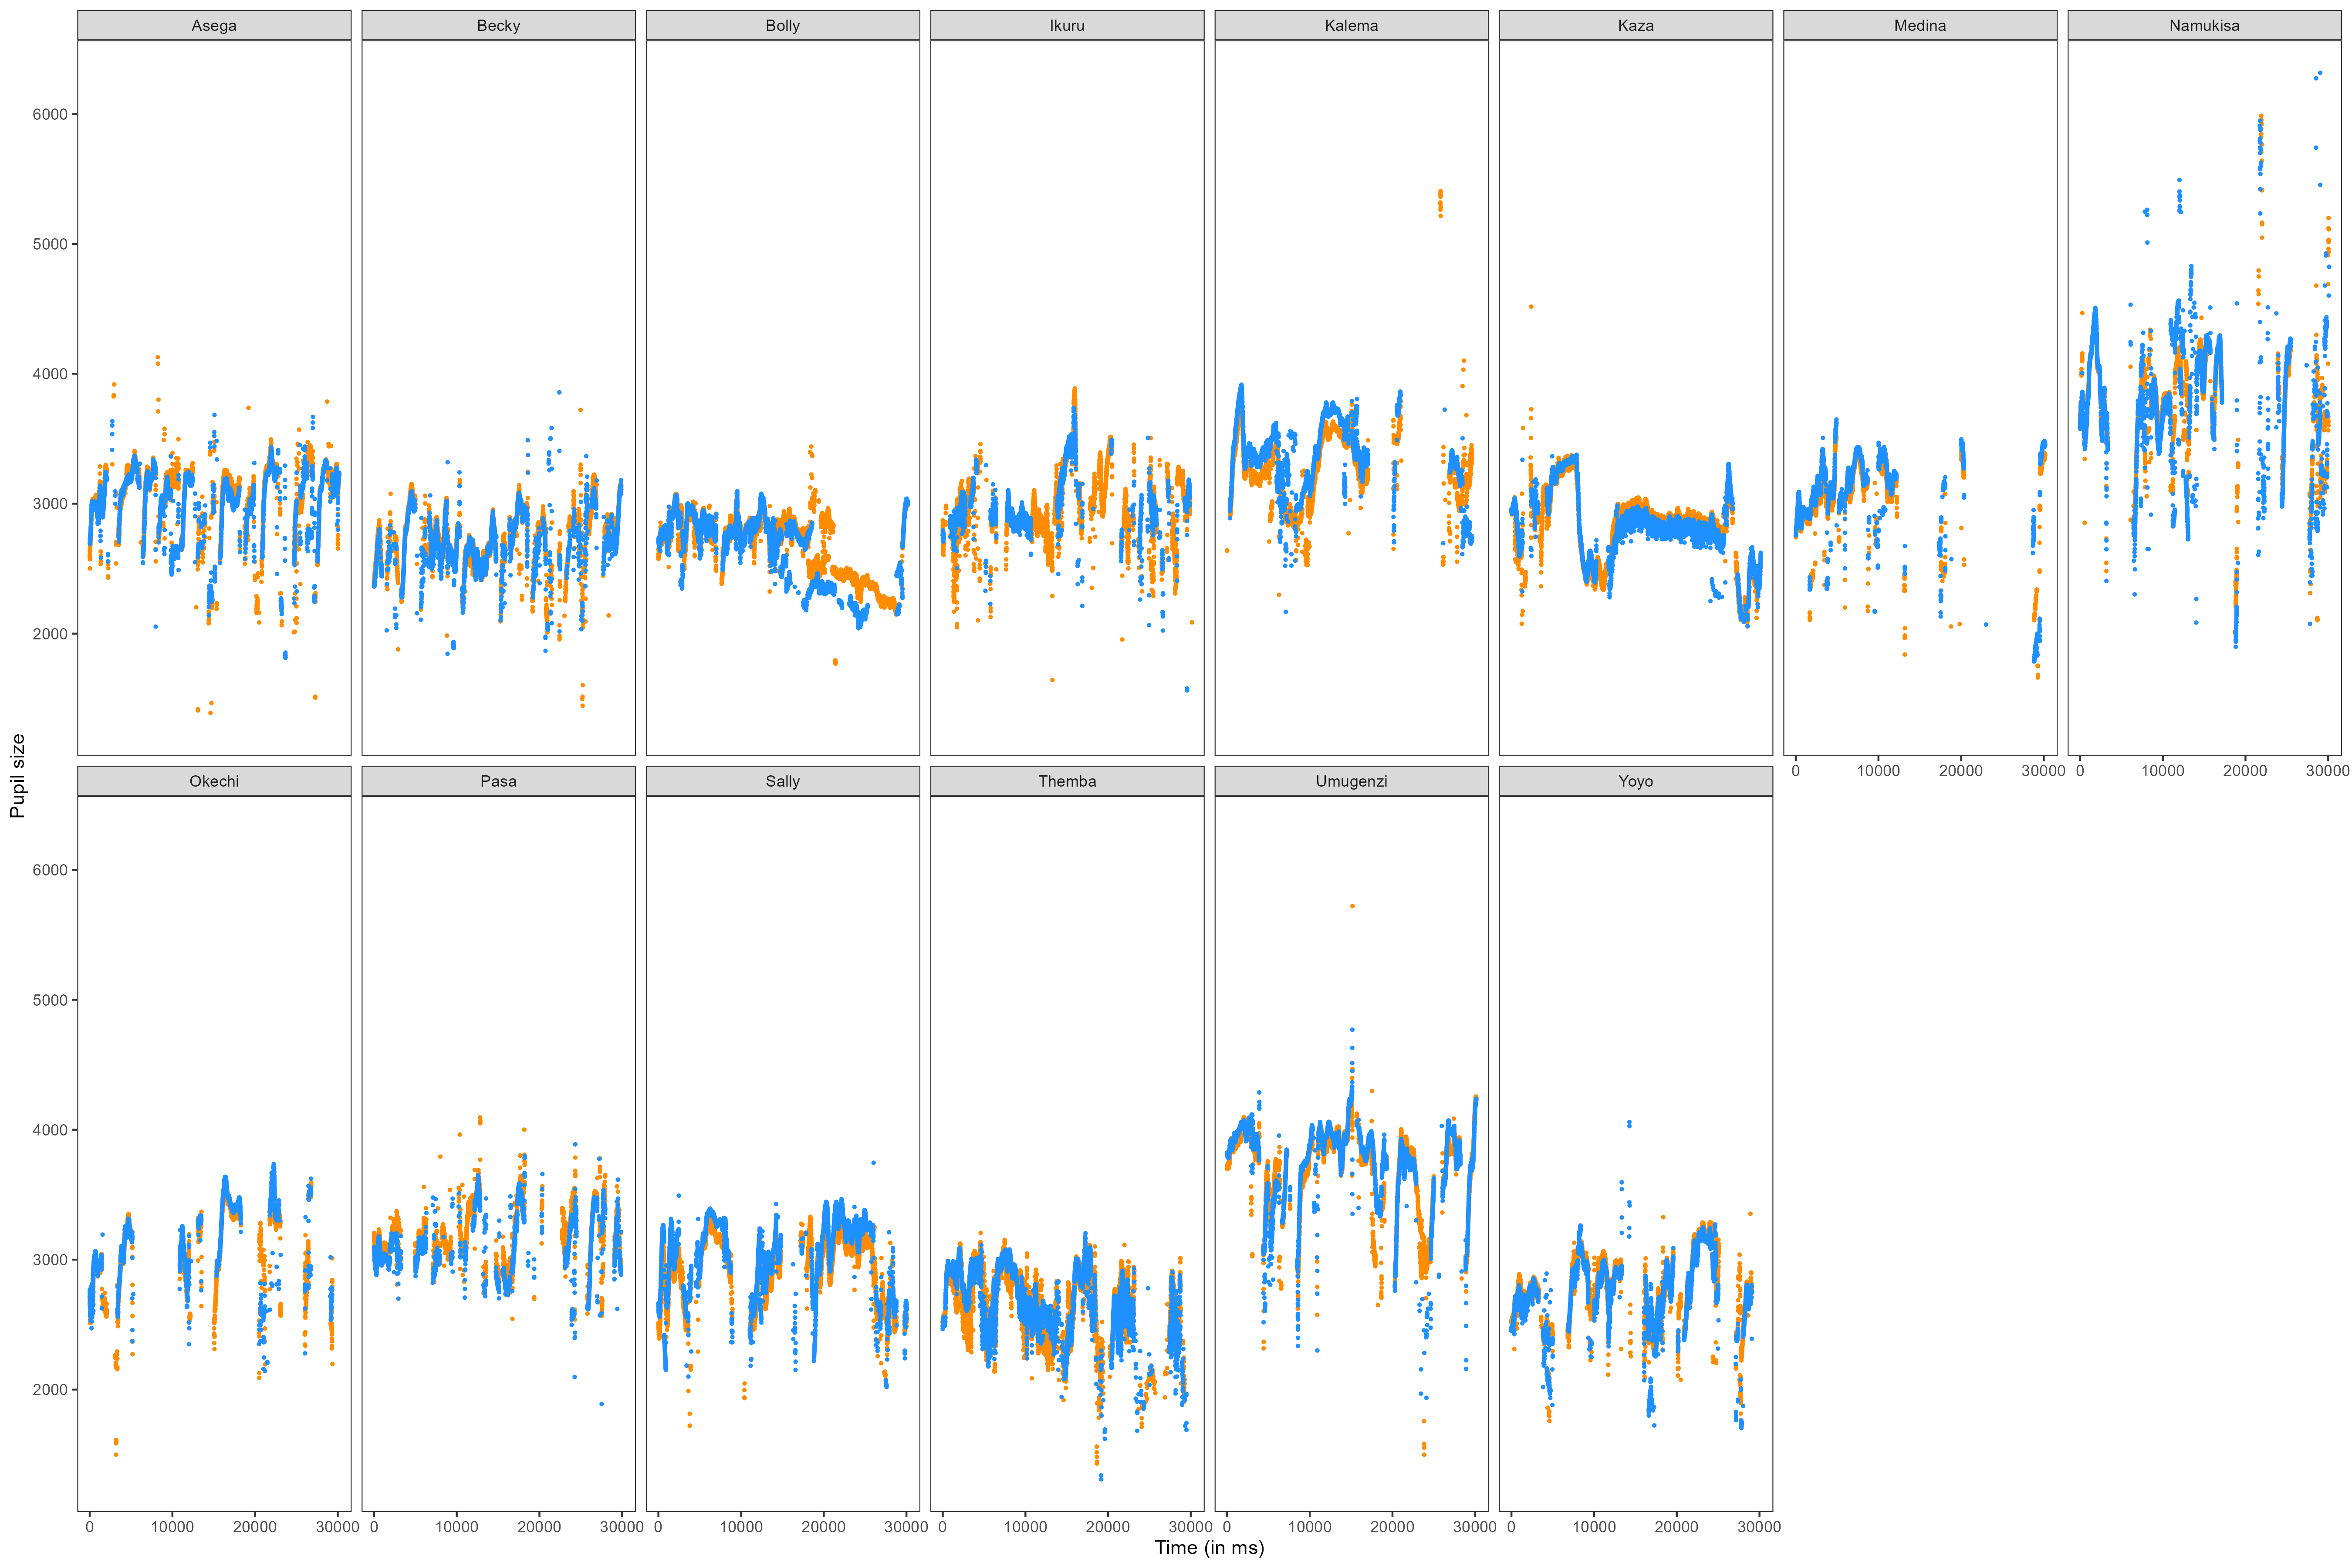 Asega Becky Bolly Ikuru Kalema Kaza Medina Namukisa
6000
5000
4000
3000
2000
0 10000 20000 30000 0 10000 20000 30000
Pupil size
Okechi Pasa Sally Themba Umugenzi Yoyo
6000
5000
4000
3000
2000
0 10000 20000 30000 0 10000 20000 30000 0 10000 20000 30000 0 10000 20000 30000 0 10000 20000 30000 0 10000 20000 30000
Time (in ms)